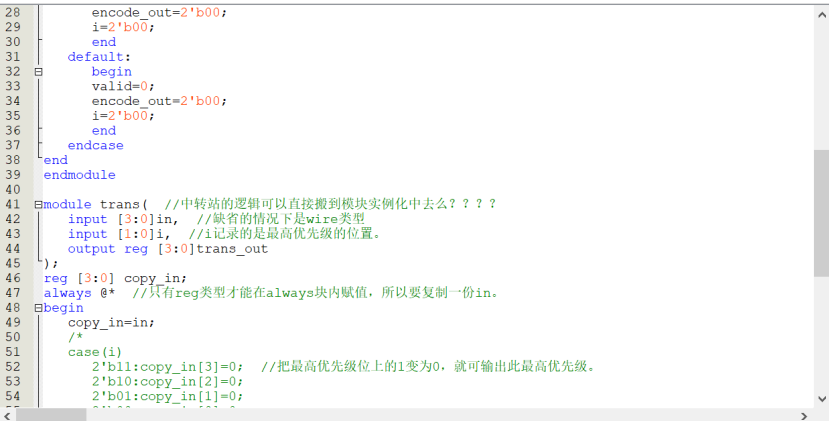 28 encode_out=2'b00;
29 i=2'b00;
30 end
31 default:
32 begin
33 valid=0;
34 encode_out=2'b00;
35 i=2'b00;
36 end
37 endcase
38 end
39 endmodule
40
41 module trans( //中转站的逻辑可以直接搬到模块实例化中去么？？？？
42 input [3:0]in, //缺省的情况下是wire类型
43 input [1:0]i, //i记录的是最高优先级的位置。
44 output reg [3:0]trans_out
45 );
46 reg [3:0] copy_in;
47 always @* //只有reg类型才能在always块内赋值，所以要复制一份in。
48 begin
49 copy_in=in;
50 /*
51 case(i)
52 2'b11:copy_in[3]=0; //把最高优先级位上的1变为0，就可输出此最高优先级。
53 2'b10:copy_in[2]=0;
54 2'b01:copy_in[1]=0;